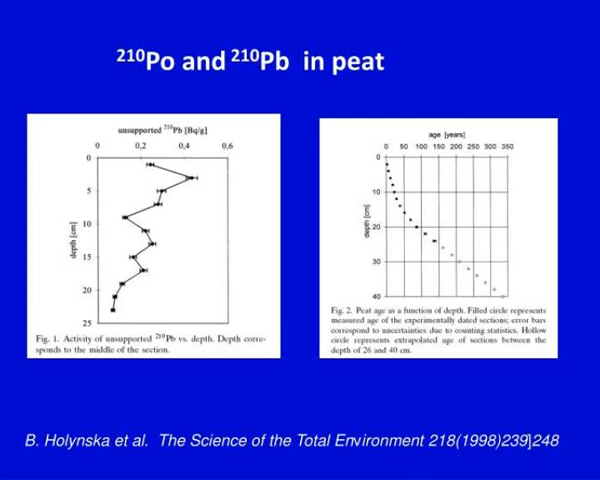 210Po and 210Pb in peat
unsupported 210Pb [Bq/g]
0 0,2 0,4 0,6
0
5
10
15
20
25
depth [cm]
Fig. 1. Activity of unsupported 210Pb vs. depth. Depth corre-
sponds to the middle of the section.
age [years]
0 50 100 150 200 250 300 350
0
10
20
30
40
depth [cm]
Fig. 2. Peat age as a function of depth. Filled circle represents
measured age of the experimentally dated sections; error bars
correspond to uncertainties due to counting statistics. Hollow
circle represents extrapolated age of sections between the
depth of 26 and 40 cm.
B. Holynska et al. The Science of the Total Environment 218(1998)239]248